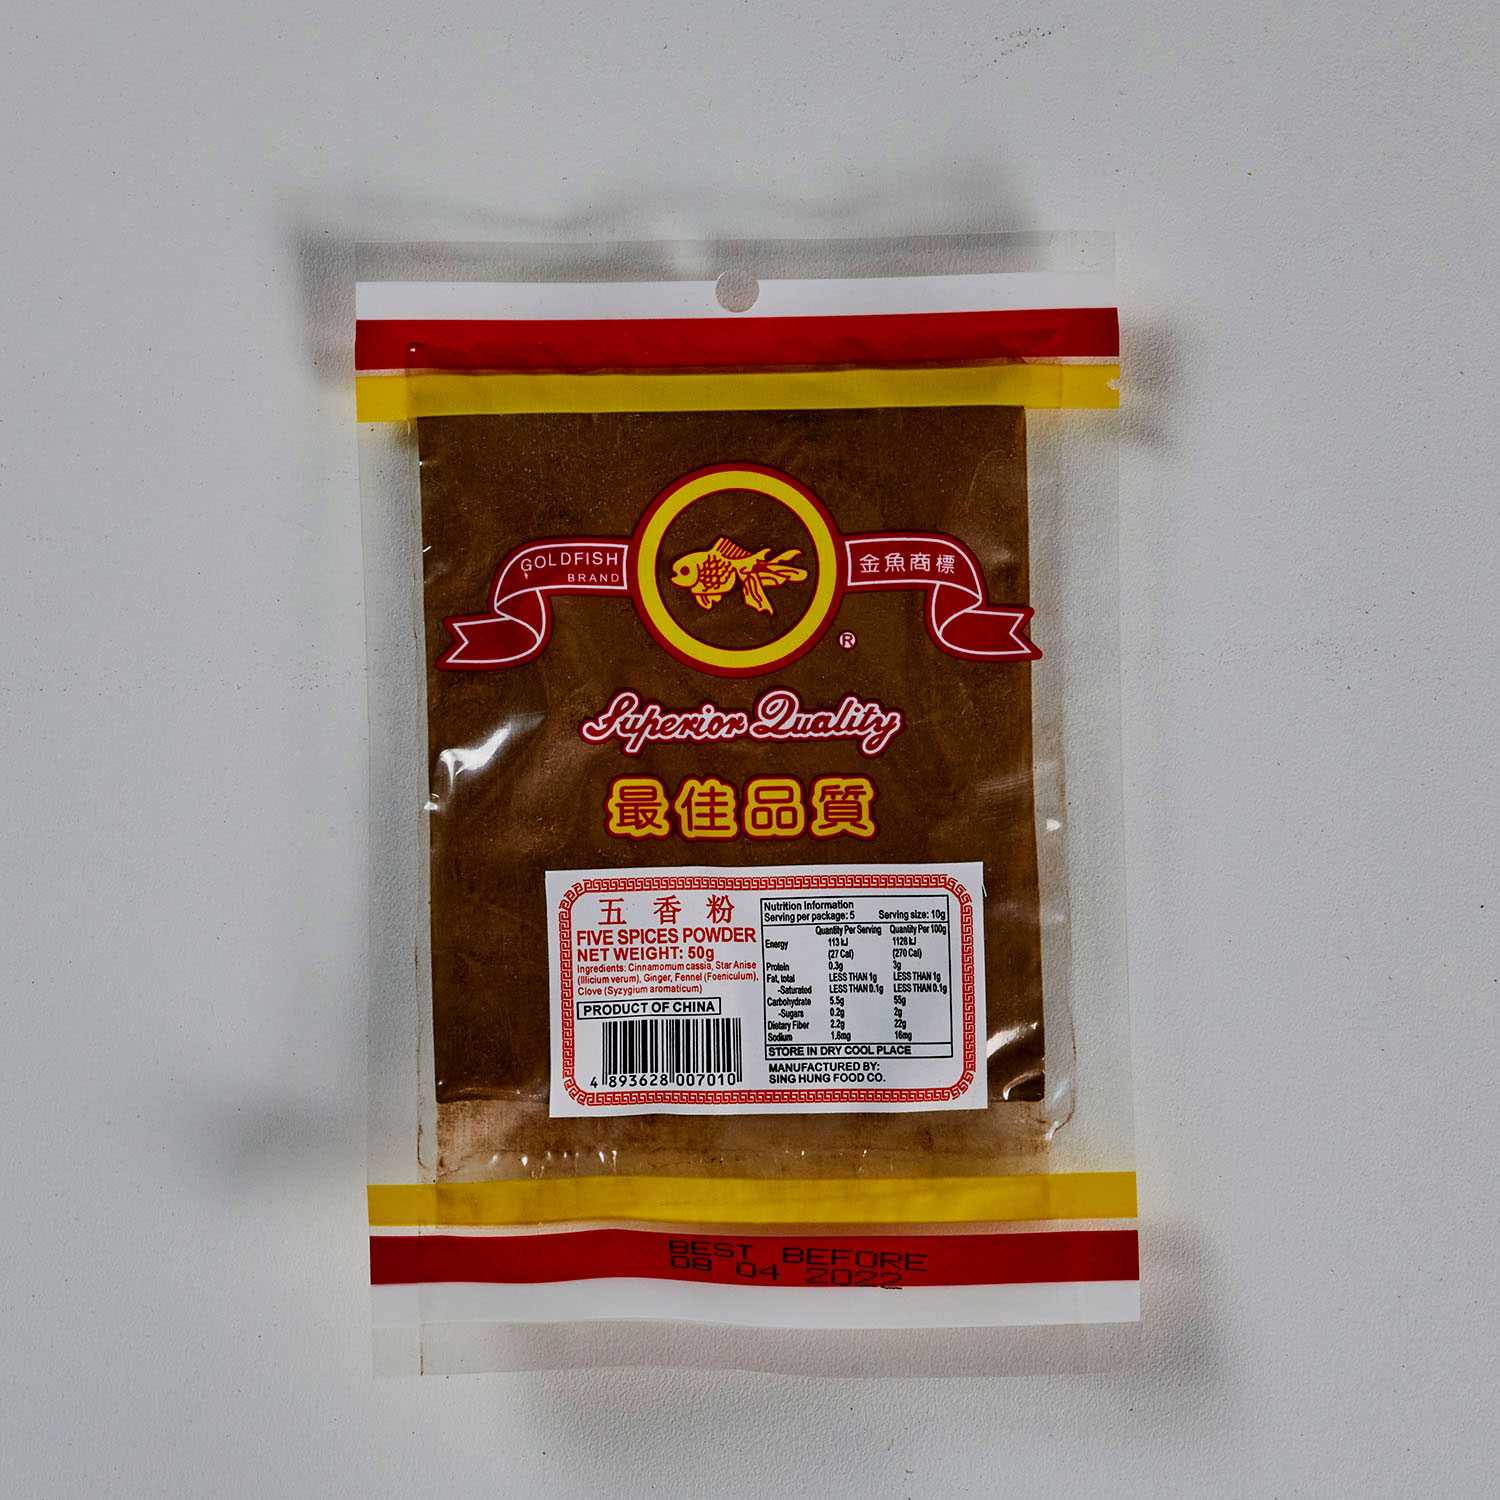 GOLDFISH
BRAND
金魚商標
®
Superior Quality
最佳品質
五香粉
FIVE SPICES POWDER
NET WEIGHT: 50g
Ingredients: Cinnamomum cassia, Star Anise
(Illicium verum), Ginger, Fennel (Foeniculum),
Clove (Syzygium aromaticum)
PRODUCT OF CHINA
4 893628 007010
Nutrition Information
Serving per package: 5 Serving size: 10g
Quantity Per Serving Quantity Per 100g
Energy 113 kJ 1128 kJ
(27 Cal) (270 Cal)
Protein 0.3g 3g
Fat, total LESS THAN 1g LESS THAN 1g
-Saturated LESS THAN 0.1g LESS THAN 0.1g
Carbohydrate 5.5g 55g
-Sugars 0.2g 2g
Dietary Fiber 2.2g 22g
Sodium 1.6mg 16mg
STORE IN DRY COOL PLACE
MANUFACTURED BY:
SING HUNG FOOD CO.
BEST BEFORE
08 04 2022